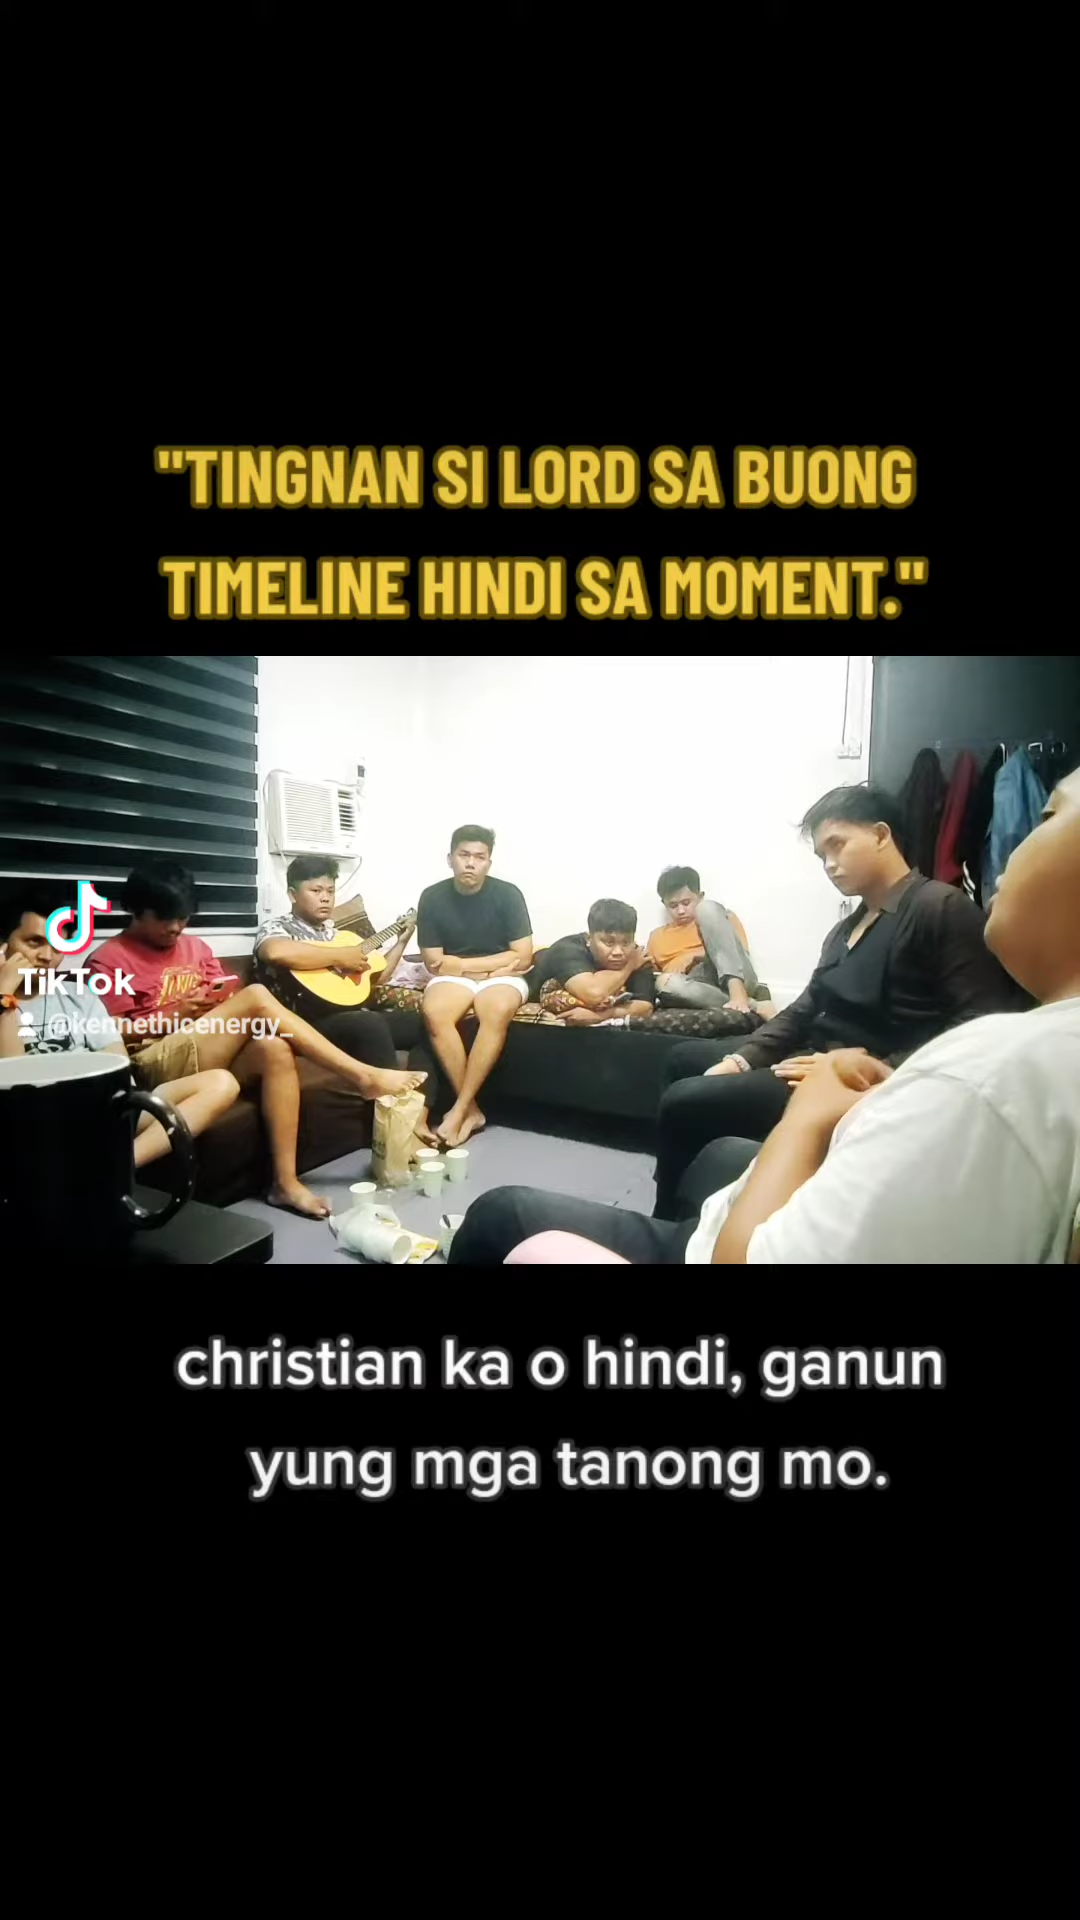 "TINGNAN SI LORD SA BUONG
TIMELINE HINDI SA MOMENT."
TikTok
@kennethicenergy_
christian ka o hindi, ganun
yung mga tanong mo.